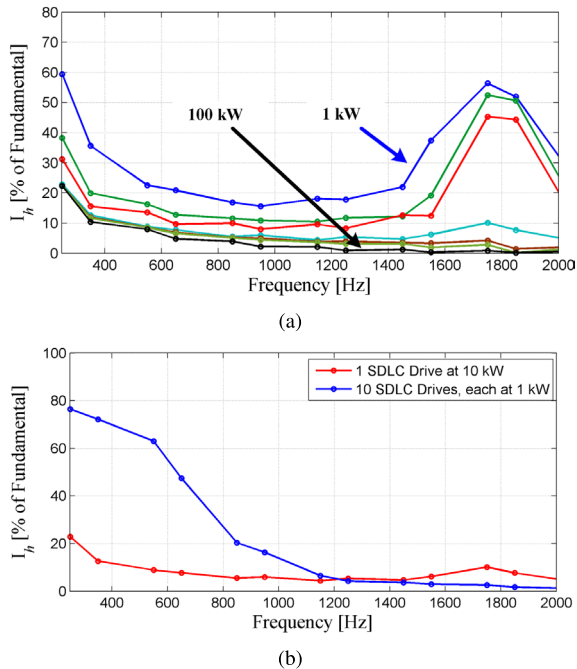 (a)
80
70
60
50
40
30
20
10
0
I_h [% of Fundamental]
100 kW
1 kW
400 600 800 1000 1200 1400 1600 1800 2000
Frequency [Hz]
(a)
100
80
60
40
20
0
I_h [% of Fundamental]
1 SDLC Drive at 10 kW
10 SDLC Drives, each at 1 kW
400 600 800 1000 1200 1400 1600 1800 2000
Frequency [Hz]
(b)